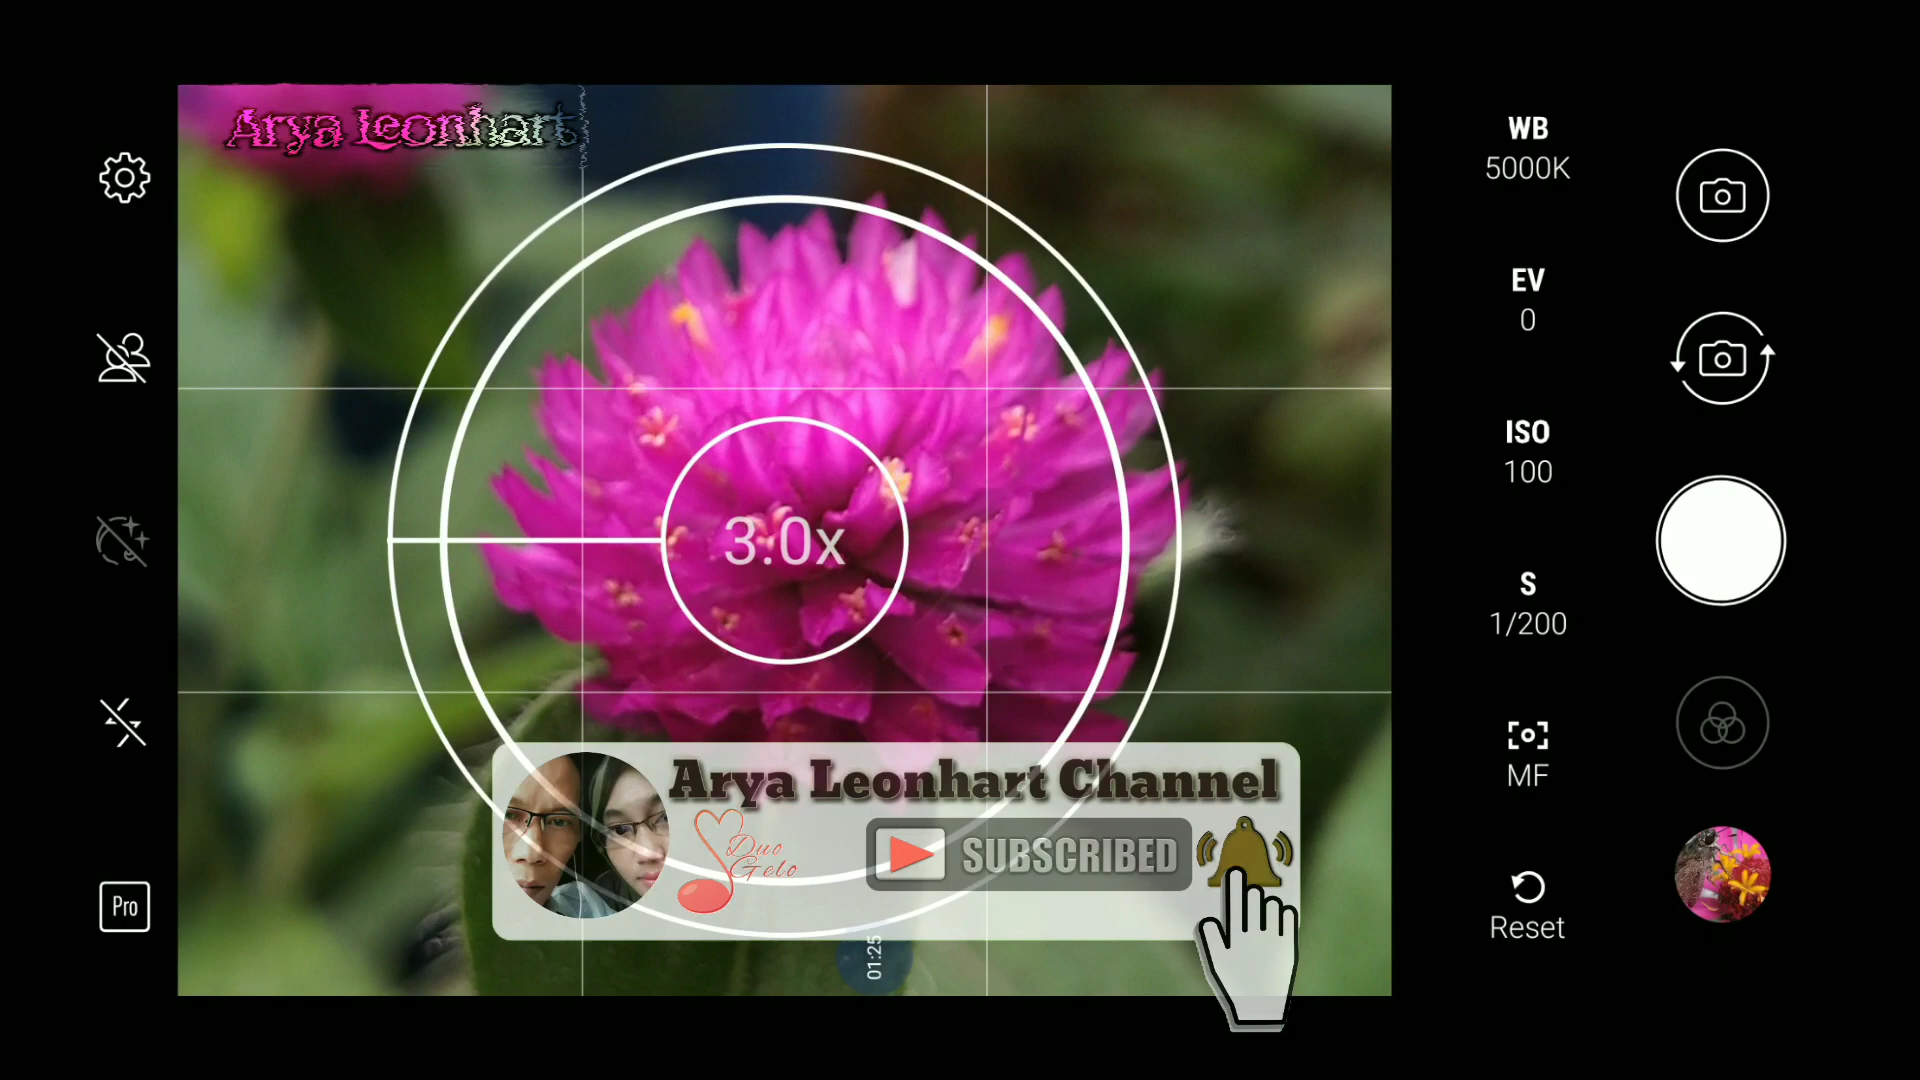 Arya Leonhart
WB
5000K
EV
0
ISO
100
3.0x
S
1/200
MF
Arya Leonhart Channel
Duo
Gelo
SUBSCRIBED
Pro
Reset
01:25